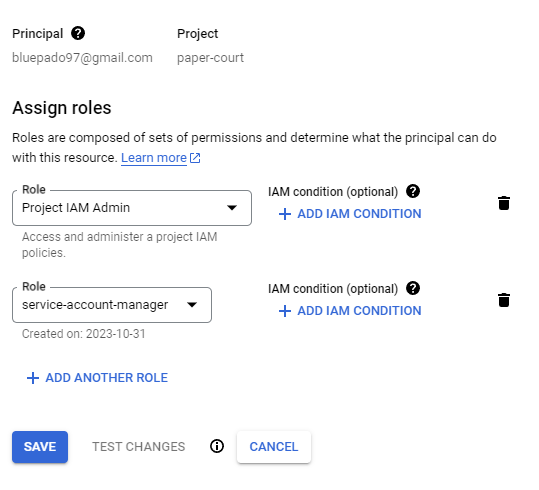 Principal
Project
bluepado97@gmail.com
paper-court
Assign roles
Roles are composed of sets of permissions and determine what the principal can do
with this resource. Learn more
Role
Project IAM Admin
IAM condition (optional)
ADD IAM CONDITION
Access and administer a project IAM
policies.
Role
service-account-manager
IAM condition (optional)
ADD IAM CONDITION
Created on: 2023-10-31
ADD ANOTHER ROLE
SAVE
TEST CHANGES
CANCEL